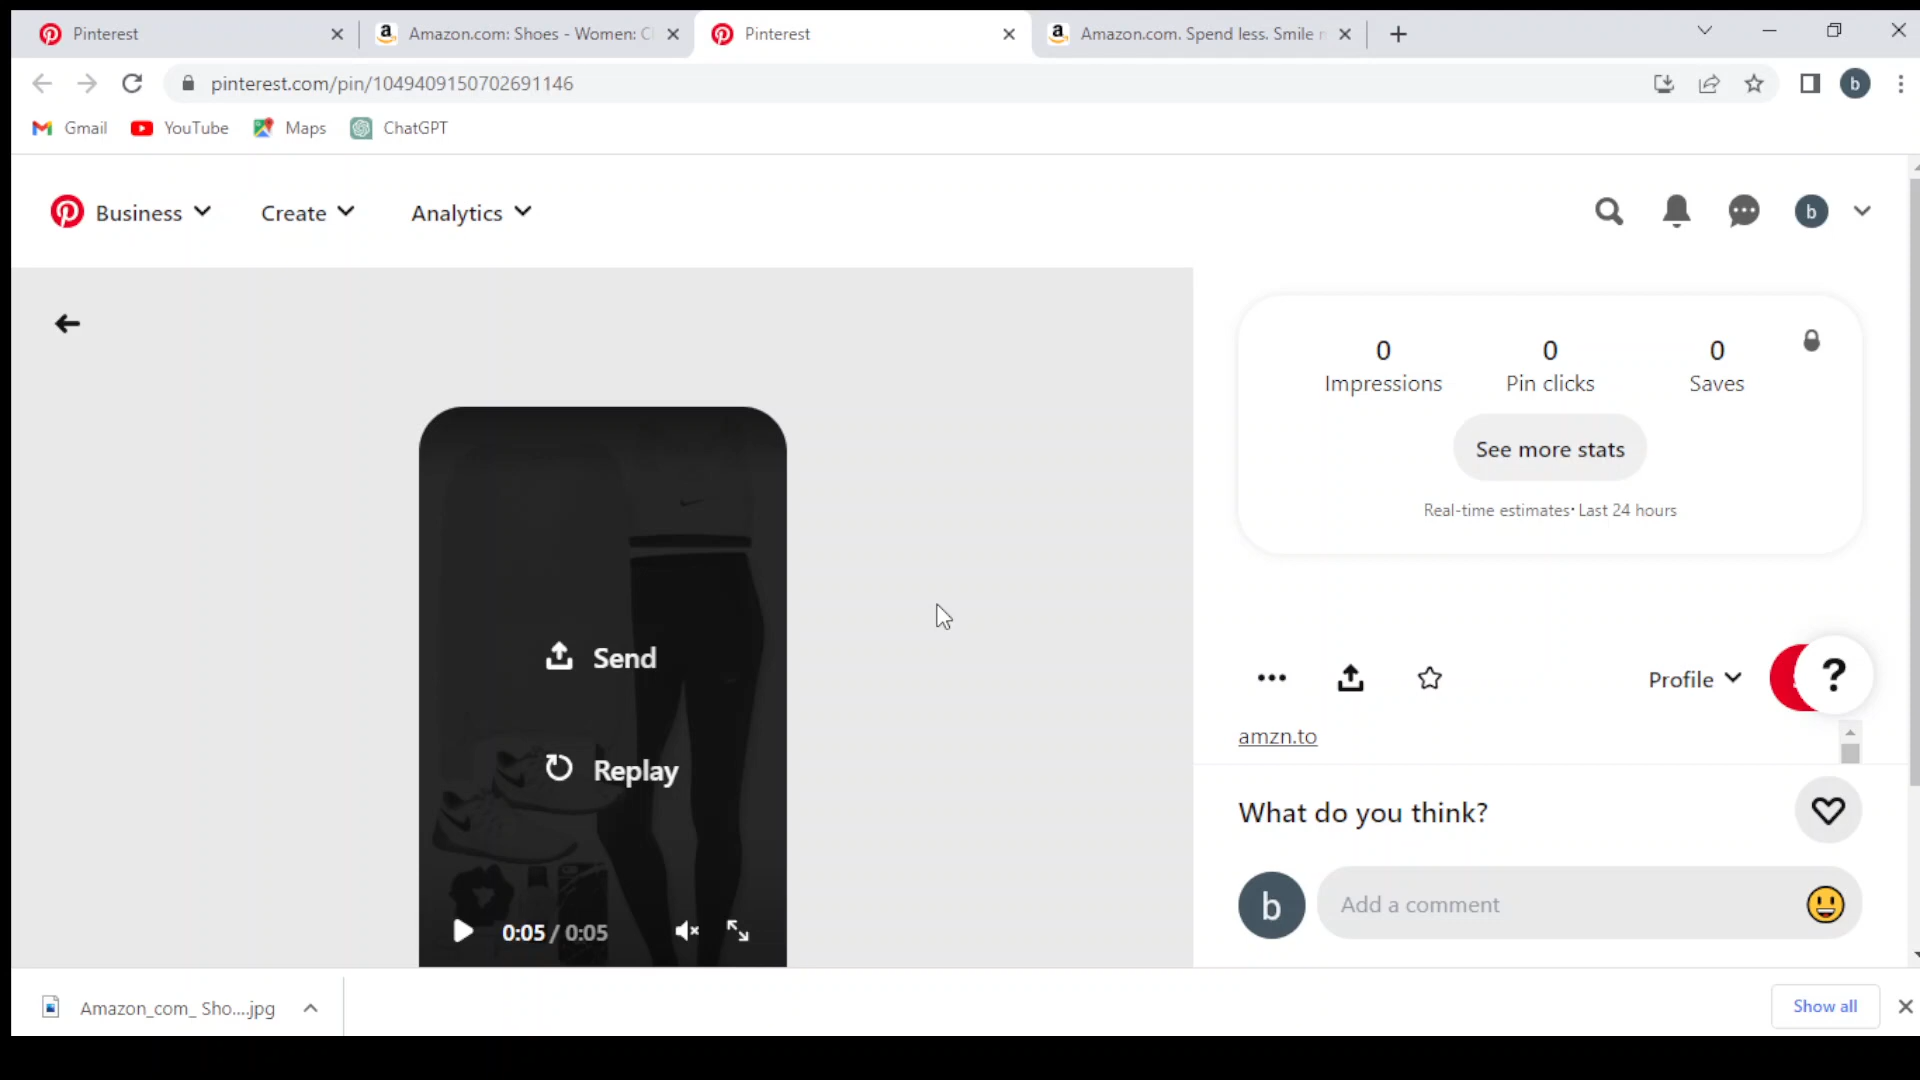 Pinterest
Amazon.com: Shoes - Women: Cl
Pinterest
Amazon.com. Spend less. Smile m
pinterest.com/pin/1049409150702691146
b
Gmail
YouTube
Maps
ChatGPT
Business
Create
Analytics
b
0
0
0
Impressions
Pin clicks
Saves
See more stats
Real-time estimates • Last 24 hours
Send
Profile
?
amzn.to
Replay
What do you think?
b
Add a comment
0:05 / 0:05
Amazon_com_ Sho....jpg
Show all